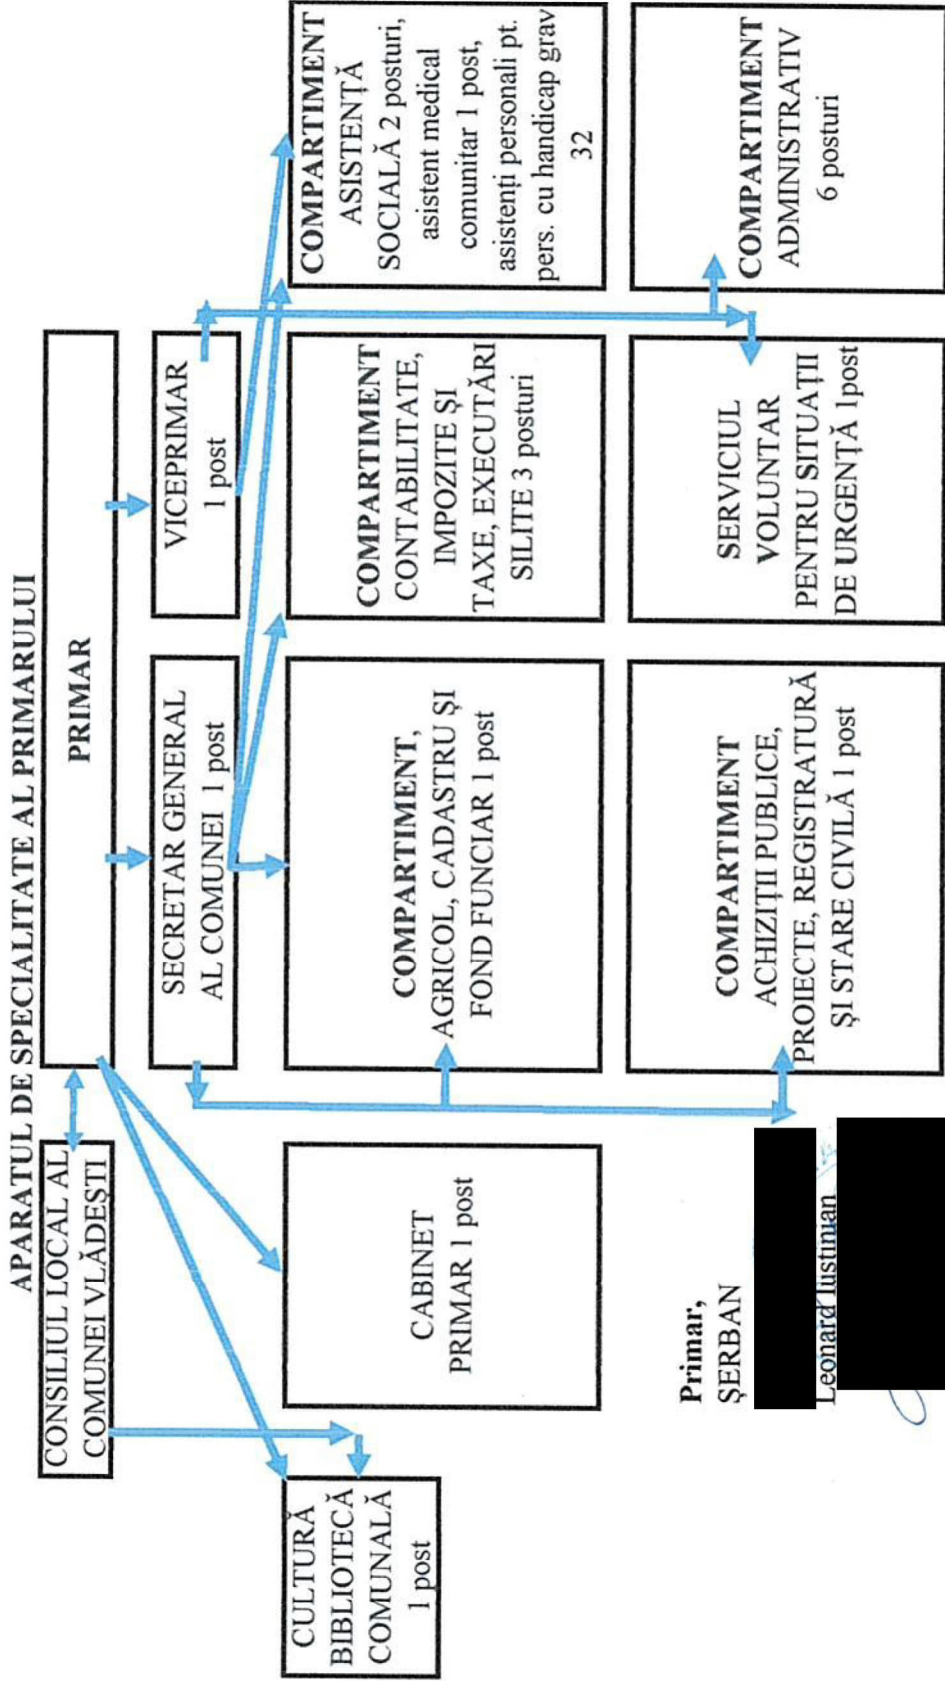 APARATUL DE SPECIALITATE AL PRIMARULUI
CONSILIUL LOCAL AL
COMUNEI VLĂDEȘTI
PRIMAR
SECRETAR GENERAL
AL COMUNEI 1 post
VICEPRIMAR
1 post
CULTURĂ
BIBLIOTECĂ
COMUNALĂ
1 post
CABINET
PRIMAR 1 post
COMPARTIMENT,
AGRICOL, CADASTRU ȘI
FOND FUNCIAR 1 post
COMPARTIMENT
CONTABILITATE,
IMPOZITE ȘI
TAXE, EXECUTĂRI
SILITE 3 posturi
COMPARTIMENT
ASISTENȚĂ
SOCIALĂ 2 posturi,
asistent medical
comunitar 1 post,
asistenți personali pt.
pers. cu handicap grav
32
COMPARTIMENT
ACHIZIȚII PUBLICE,
PROIECTE, REGISTRATURĂ
ȘI STARE CIVILĂ 1 post
SERVICIUL
VOLUNTAR
PENTRU SITUAȚII
DE URGENȚĂ 1post
COMPARTIMENT
ADMINISTRATIV
6 posturi
Primar,
ȘERBAN
Leonard Iustinian